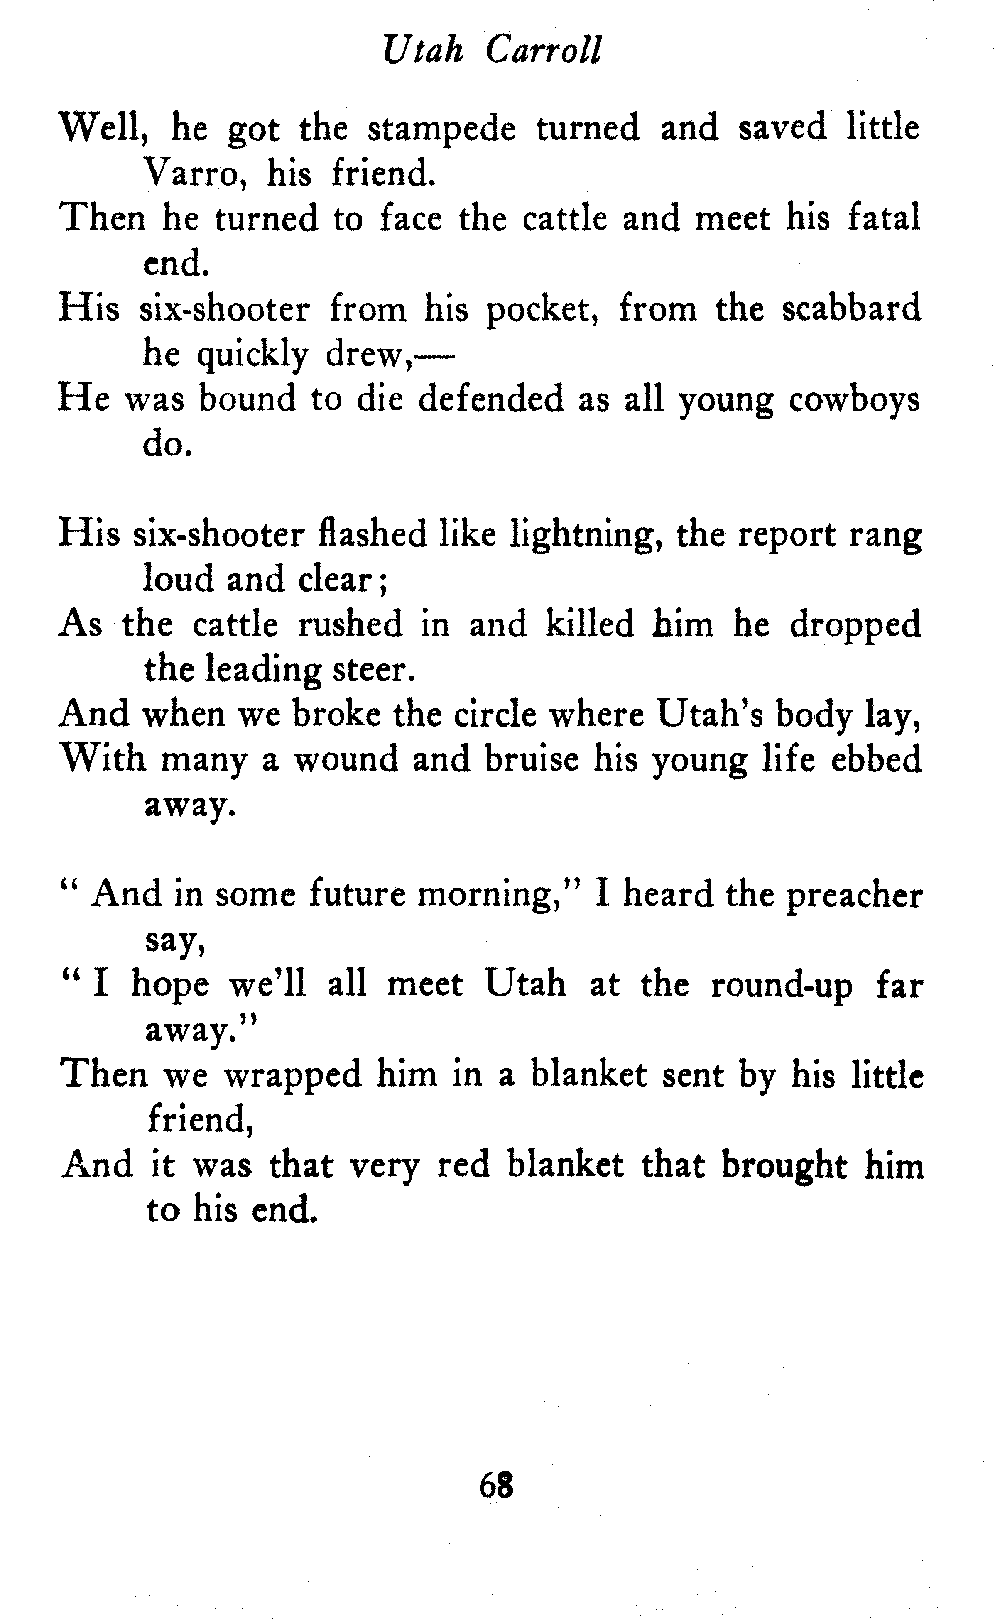 Utah Carroll
Well, he got the stampede turned and saved little
Varro, his friend.
Then he turned to face the cattle and meet his fatal
end.
His six-shooter from his pocket, from the scabbard
he quickly drew,—
He was bound to die defended as all young cowboys
do.
His six-shooter flashed like lightning, the report rang
loud and clear;
As the cattle rushed in and killed him he dropped
the leading steer.
And when we broke the circle where Utah's body lay,
With many a wound and bruise his young life ebbed
away.
" And in some future morning," I heard the preacher
say,
" I hope we'll all meet Utah at the round-up far
away."
Then we wrapped him in a blanket sent by his little
friend,
And it was that very red blanket that brought him
to his end.
68